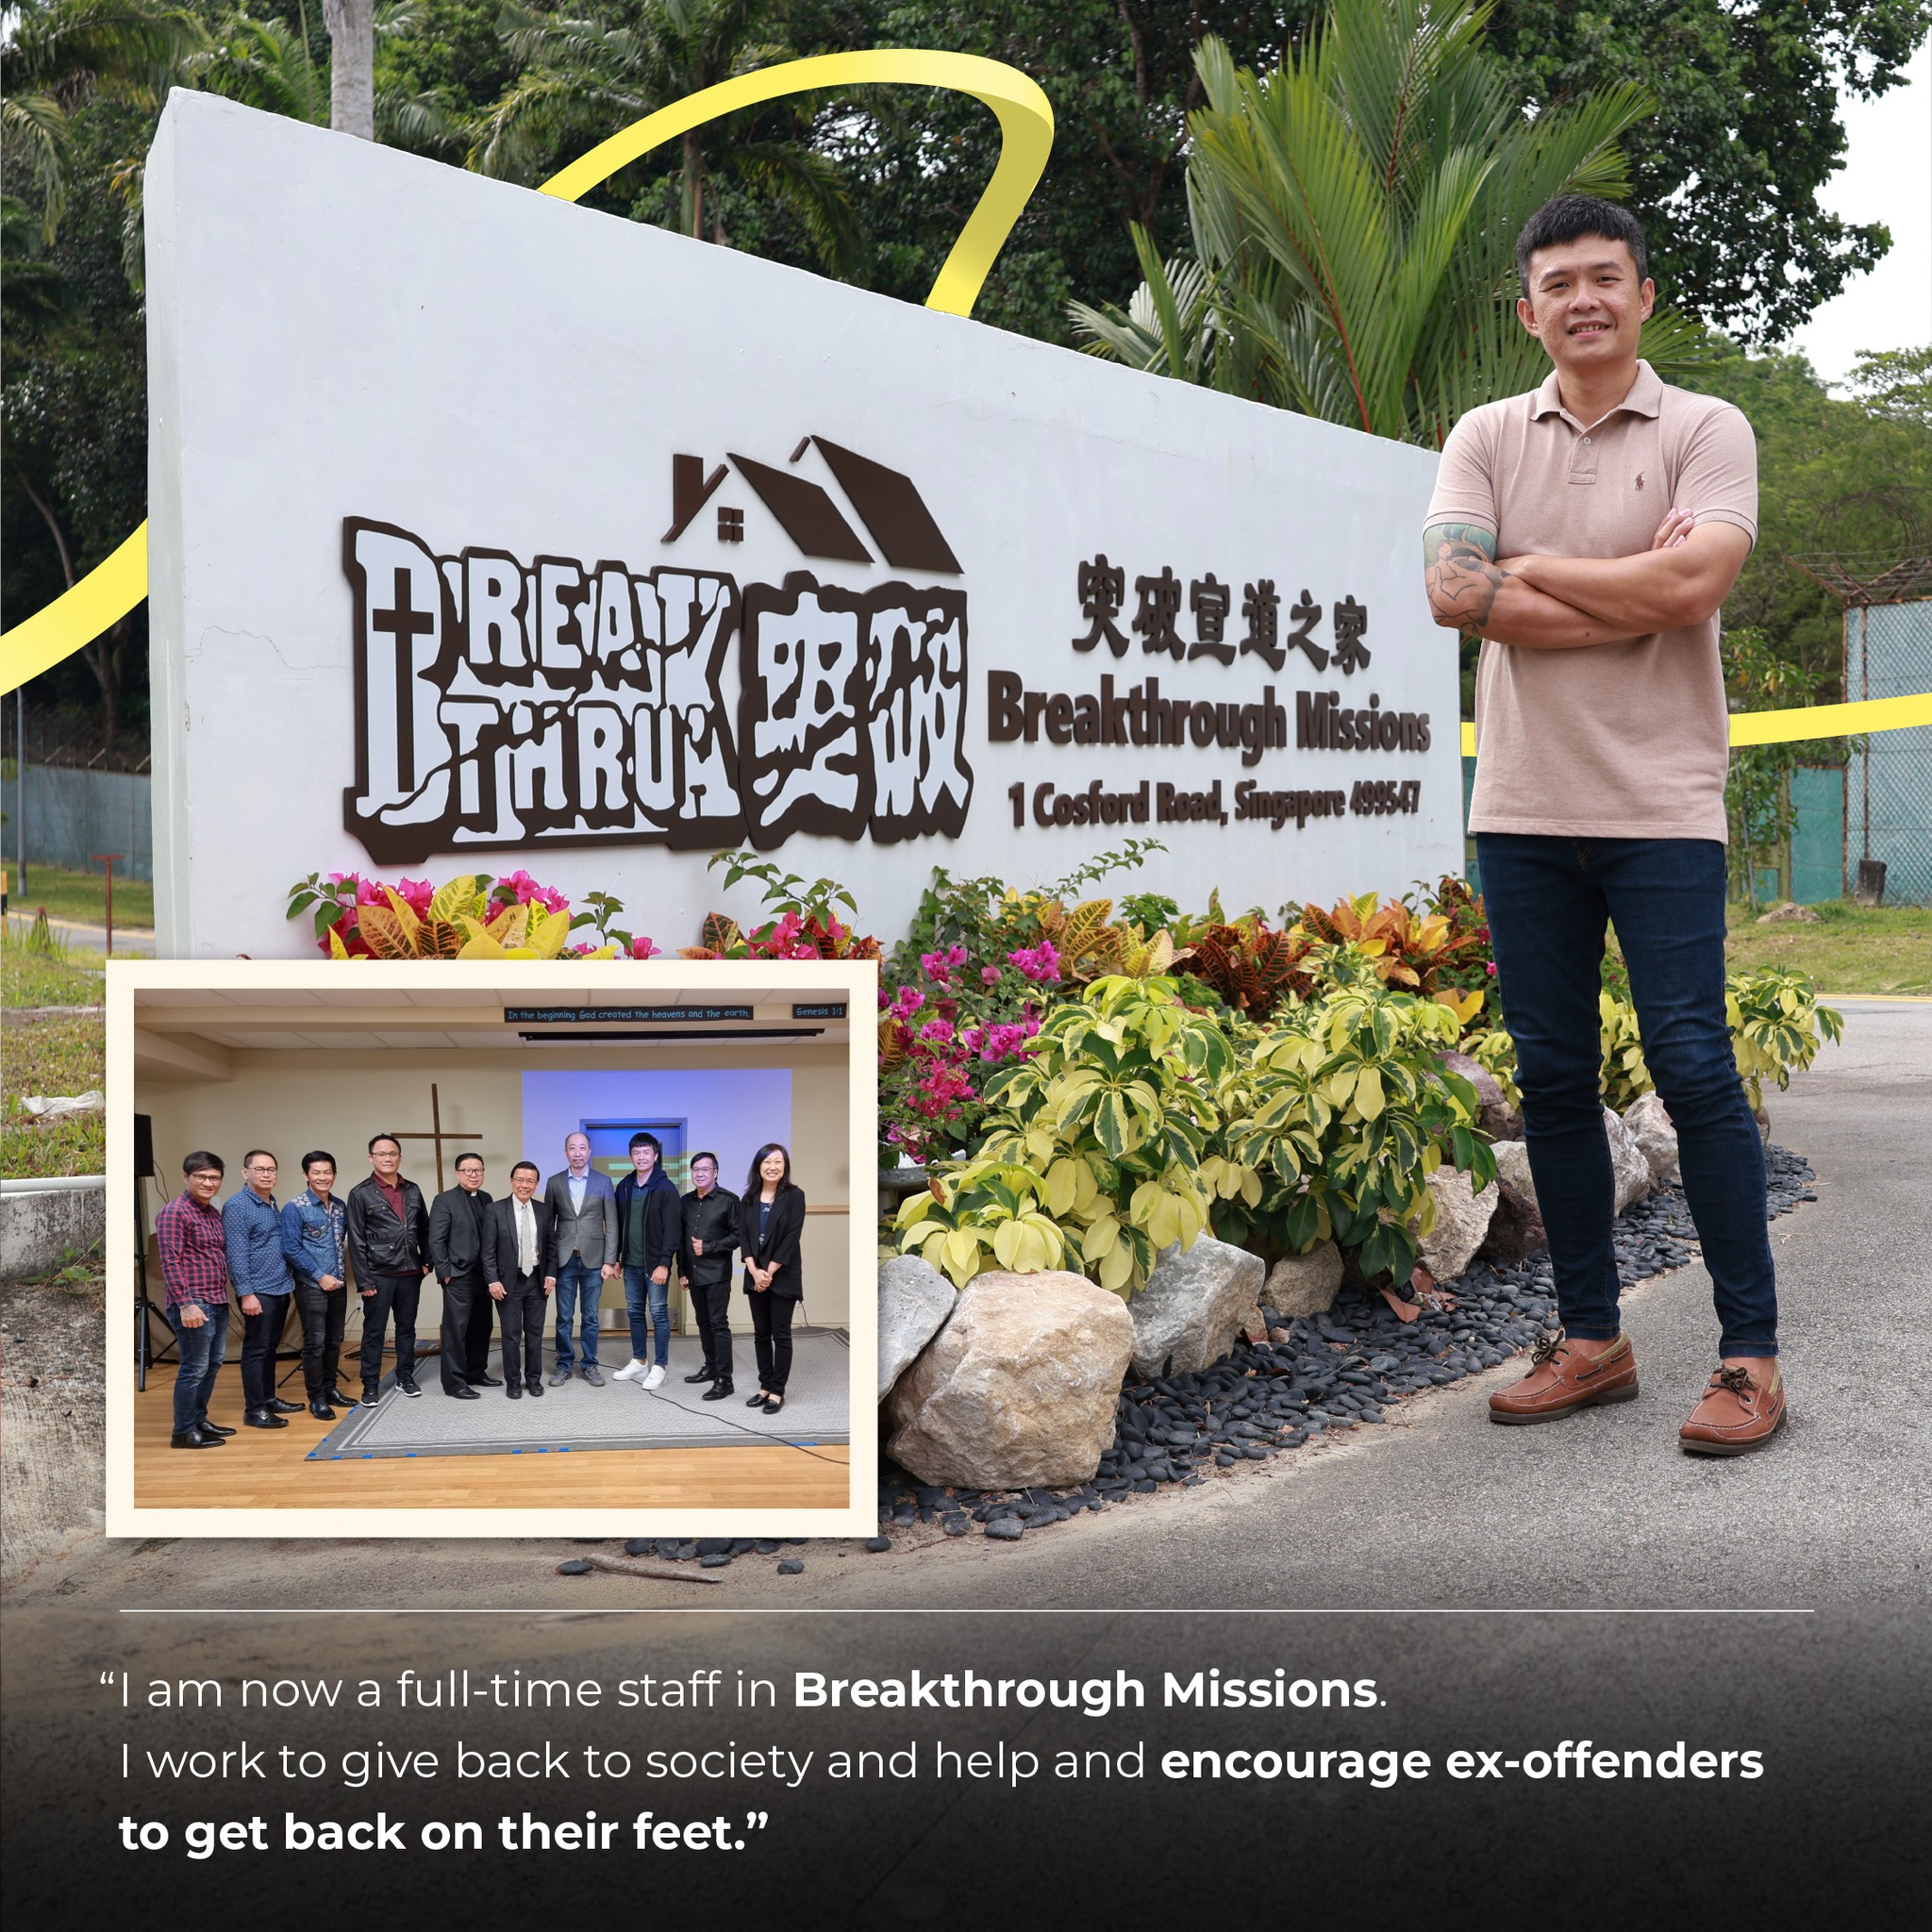 BREAK
THRU
突破
突破宣道之家
Breakthrough Missions
1 Cosford Road, Singapore 499547
In the beginning God created the heavens and the earth. Genesis 1:1
“I am now a full-time staff in Breakthrough Missions.
I work to give back to society and help and encourage ex-offenders
to get back on their feet.”